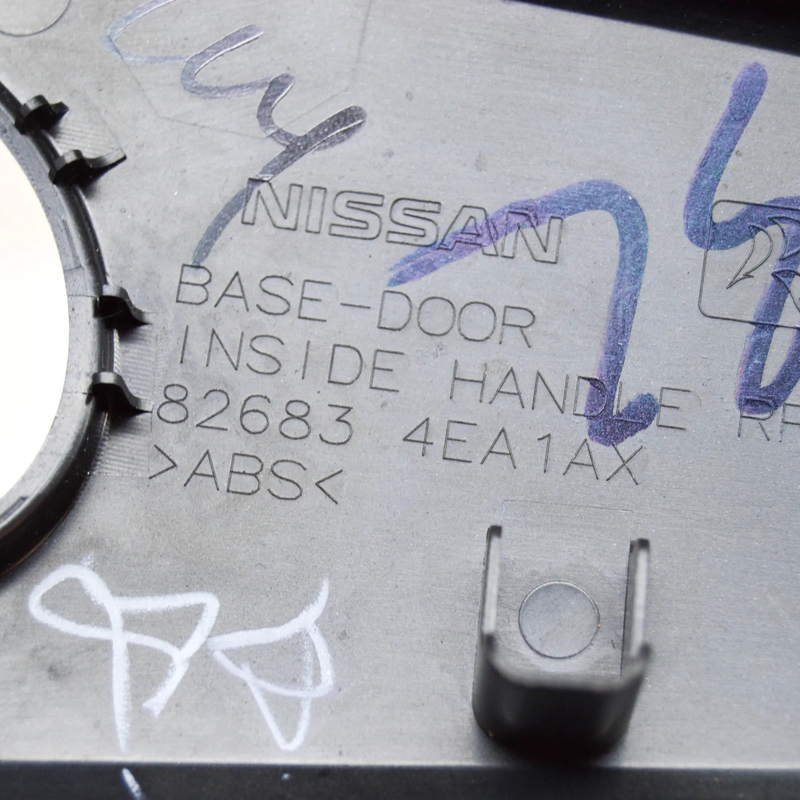 NISSAN
BASE-DOOR
INSIDE HANDLE
82683 4EA1AX
>ABS<